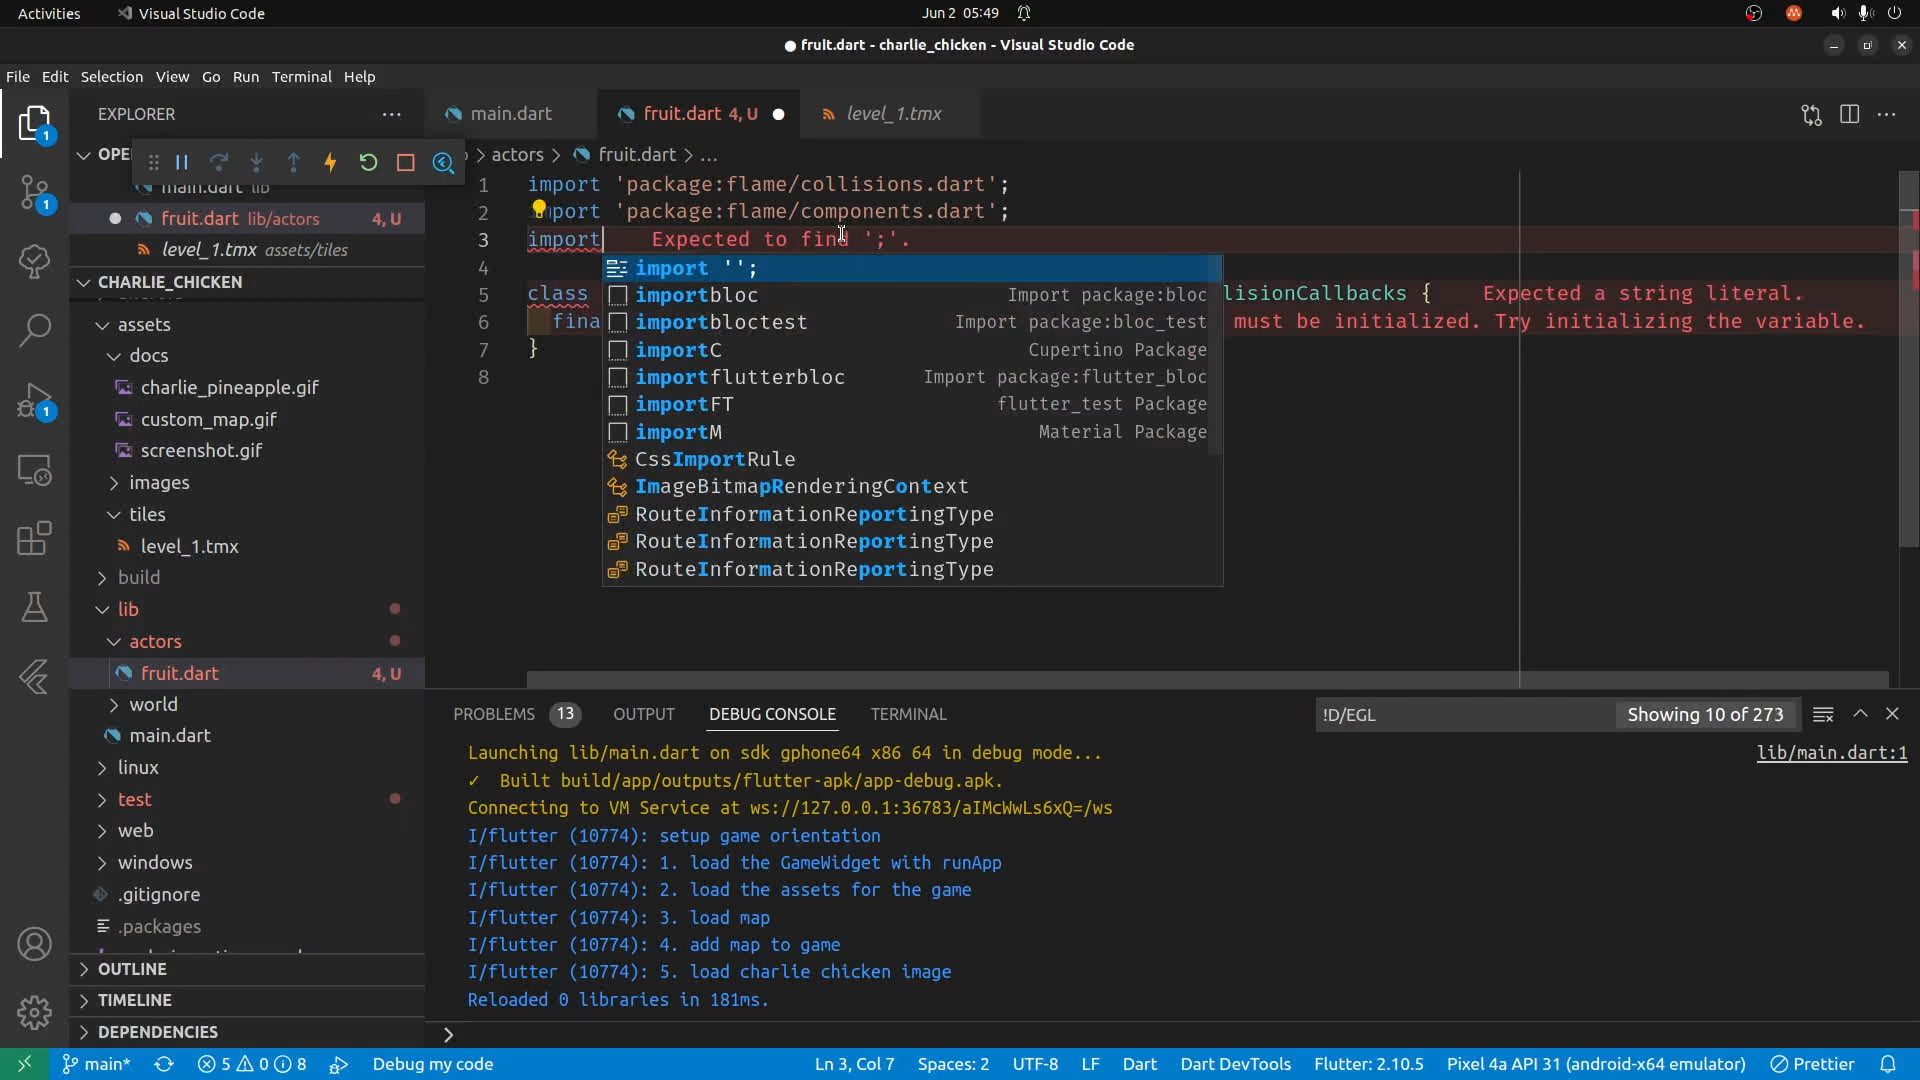 Activities
Visual Studio Code
Jun 2 05:49
fruit.dart - charlie_chicken - Visual Studio Code
File Edit Selection View Go Run Terminal Help
EXPLORER
main.dart
fruit.dart 4, U
level_1.tmx
actors
fruit.dart
...
main.dart lib
fruit.dart lib/actors 4, U
level_1.tmx assets/tiles
CHARLIE_CHICKEN
assets
docs
charlie_pineapple.gif
custom_map.gif
screenshot.gif
images
tiles
level_1.tmx
build
lib
actors
fruit.dart 4, U
world
main.dart
linux
test
web
windows
.gitignore
.packages
OUTLINE
TIMELINE
DEPENDENCIES
1 import 'package:flame/collisions.dart';
2 import 'package:flame/components.dart';
3 import Expected to find ';'.
4
5 class lisionCallbacks { Expected a string literal.
6 fina must be initialized. Try initializing the variable.
7 }
8
import '';
importbloc Import package:bloc
importbloctest Import package:bloc_test
importC Cupertino Package
importflutterbloc Import package:flutter_bloc
importFT flutter_test Package
importM Material Package
CssImportRule
ImageBitmapRenderingContext
RouteInformationReportingType
RouteInformationReportingType
RouteInformationReportingType
PROBLEMS 13 OUTPUT DEBUG CONSOLE TERMINAL
!D/EGL Showing 10 of 273
Launching lib/main.dart on sdk gphone64 x86 64 in debug mode...
lib/main.dart:1
✓ Built build/app/outputs/flutter-apk/app-debug.apk.
Connecting to VM Service at ws://127.0.0.1:36783/aIMcWwLs6xQ=/ws
I/flutter (10774): setup game orientation
I/flutter (10774): 1. load the GameWidget with runApp
I/flutter (10774): 2. load the assets for the game
I/flutter (10774): 3. load map
I/flutter (10774): 4. add map to game
I/flutter (10774): 5. load charlie chicken image
Reloaded 0 libraries in 181ms.
main* 5 0 8 Debug my code Ln 3, Col 7 Spaces: 2 UTF-8 LF Dart Dart DevTools Flutter: 2.10.5 Pixel 4a API 31 (android-x64 emulator) Prettier